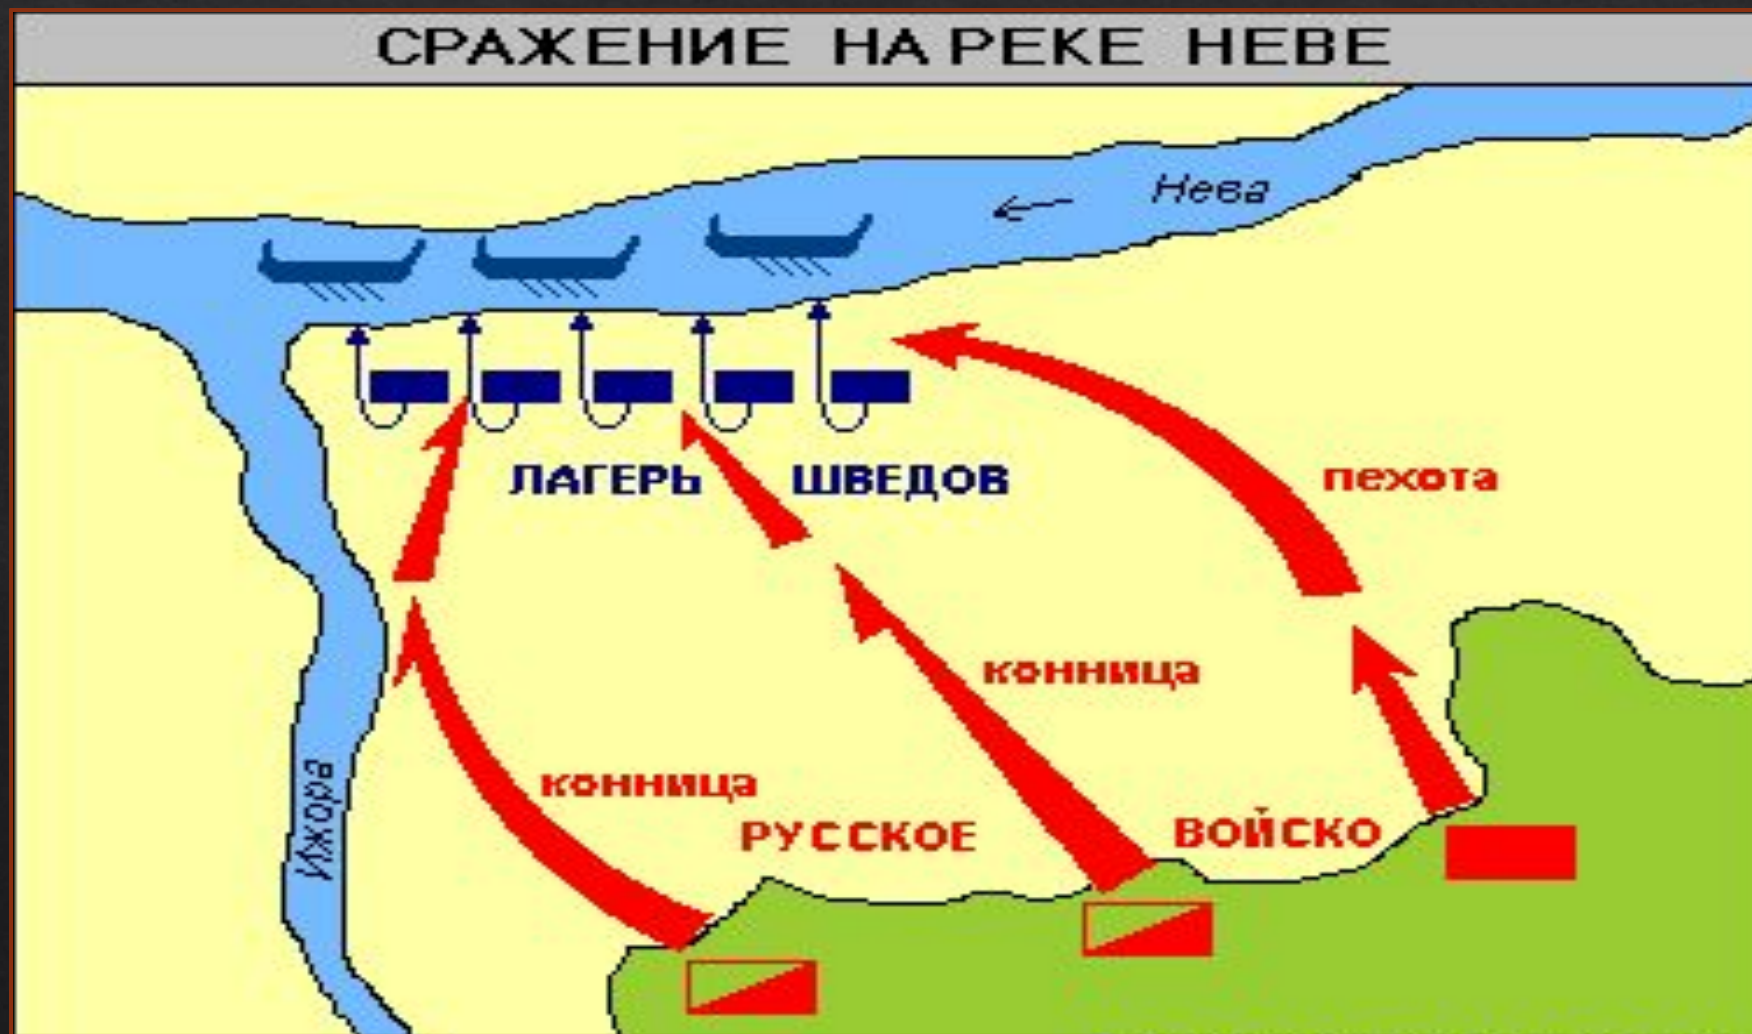 СРАЖЕНИЕ НА РЕКЕ НЕВЕ
Нева
ЛАГЕРЬ ШВЕДОВ
пехота
конница
конница
РУССКОЕ ВОЙСКО
Ижора